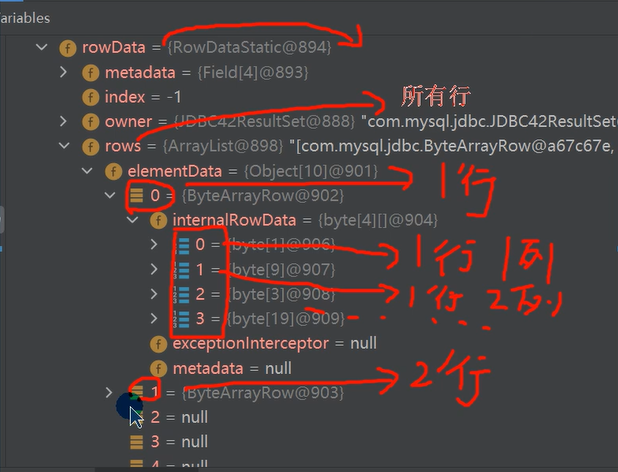 Variables
rowData = {RowDataStatic@894}
metadata = {Field[4]@893}
index = -1
所有行
owner = {JDBC42ResultSet@888} "com.mysql.jdbc.JDBC42ResultSet
rows = {ArrayList@898} "[com.mysql.jdbc.ByteArrayRow@a67c67e,
elementData = {Object[10]@901}
0 = {ByteArrayRow@902}
1行
internalRowData = {byte[4][]@904}
0 = {byte[1]@906}
1行 1列
1 = {byte[9]@907}
2 = {byte[3]@908}
1行 2列
3 = {byte[19]@909}
exceptionInterceptor = null
metadata = null
1 = {ByteArrayRow@903}
2行
2 = null
3 = null
4 = null